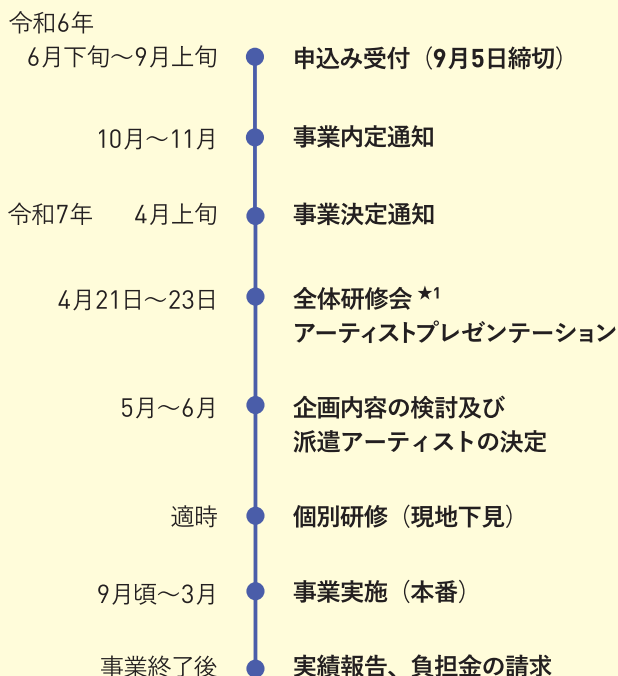 令和6年
6月下旬～9月上旬 申込み受付（9月5日締切）
10月～11月 事業内定通知
令和7年 4月上旬 事業決定通知
4月21日～23日 全体研修会 ★1
アーティストプレゼンテーション
5月～6月 企画内容の検討及び
派遣アーティストの決定
適時 個別研修（現地下見）
9月頃～3月 事業実施（本番）
事業終了後 実績報告、負担金の請求